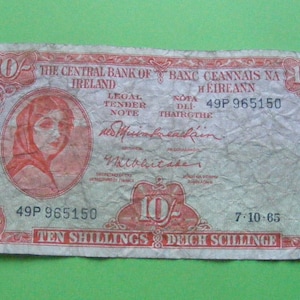 10/-
THE CENTRAL BANK OF
IRELAND
BANC CEANNAIS NA
hÉIREANN
LEGAL
TENDER
NOTE
NÓTA
DLÍ-
THAIRGTHE
49P 965150
49P 965150
10/-
7·10·65
TEN SHILLINGS
DEICH SCILLINGE